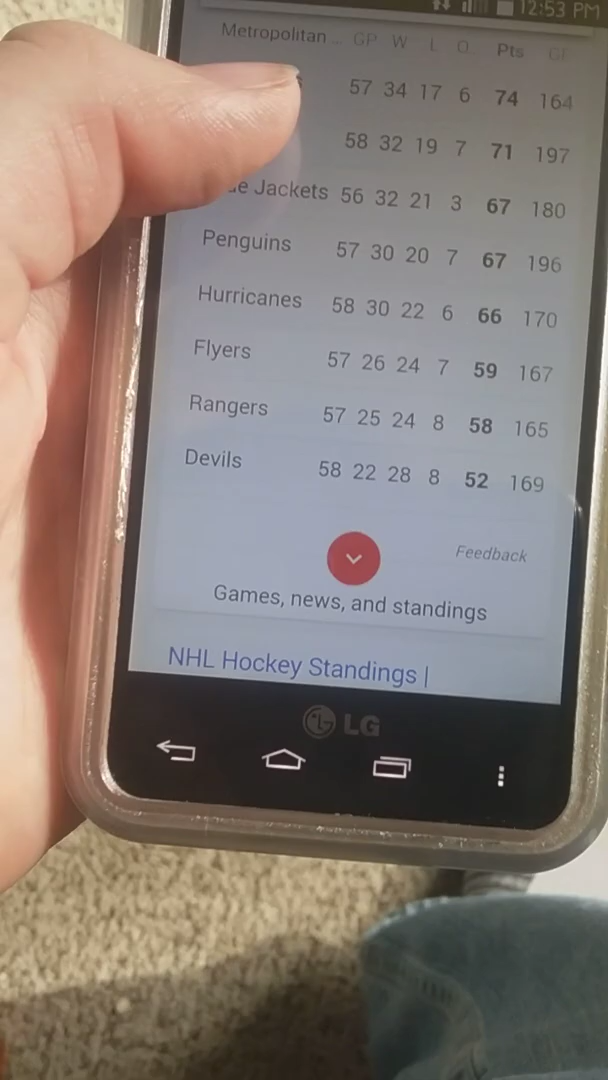 12:53 PM
Metropolitan ... GP W L O... Pts GF
57 34 17 6 74 164
58 32 19 7 71 197
Jackets 56 32 21 3 67 180
Penguins 57 30 20 7 67 196
Hurricanes 58 30 22 6 66 170
Flyers 57 26 24 7 59 167
Rangers 57 25 24 8 58 165
Devils 58 22 28 8 52 169
Feedback
Games, news, and standings
NHL Hockey Standings |
LG